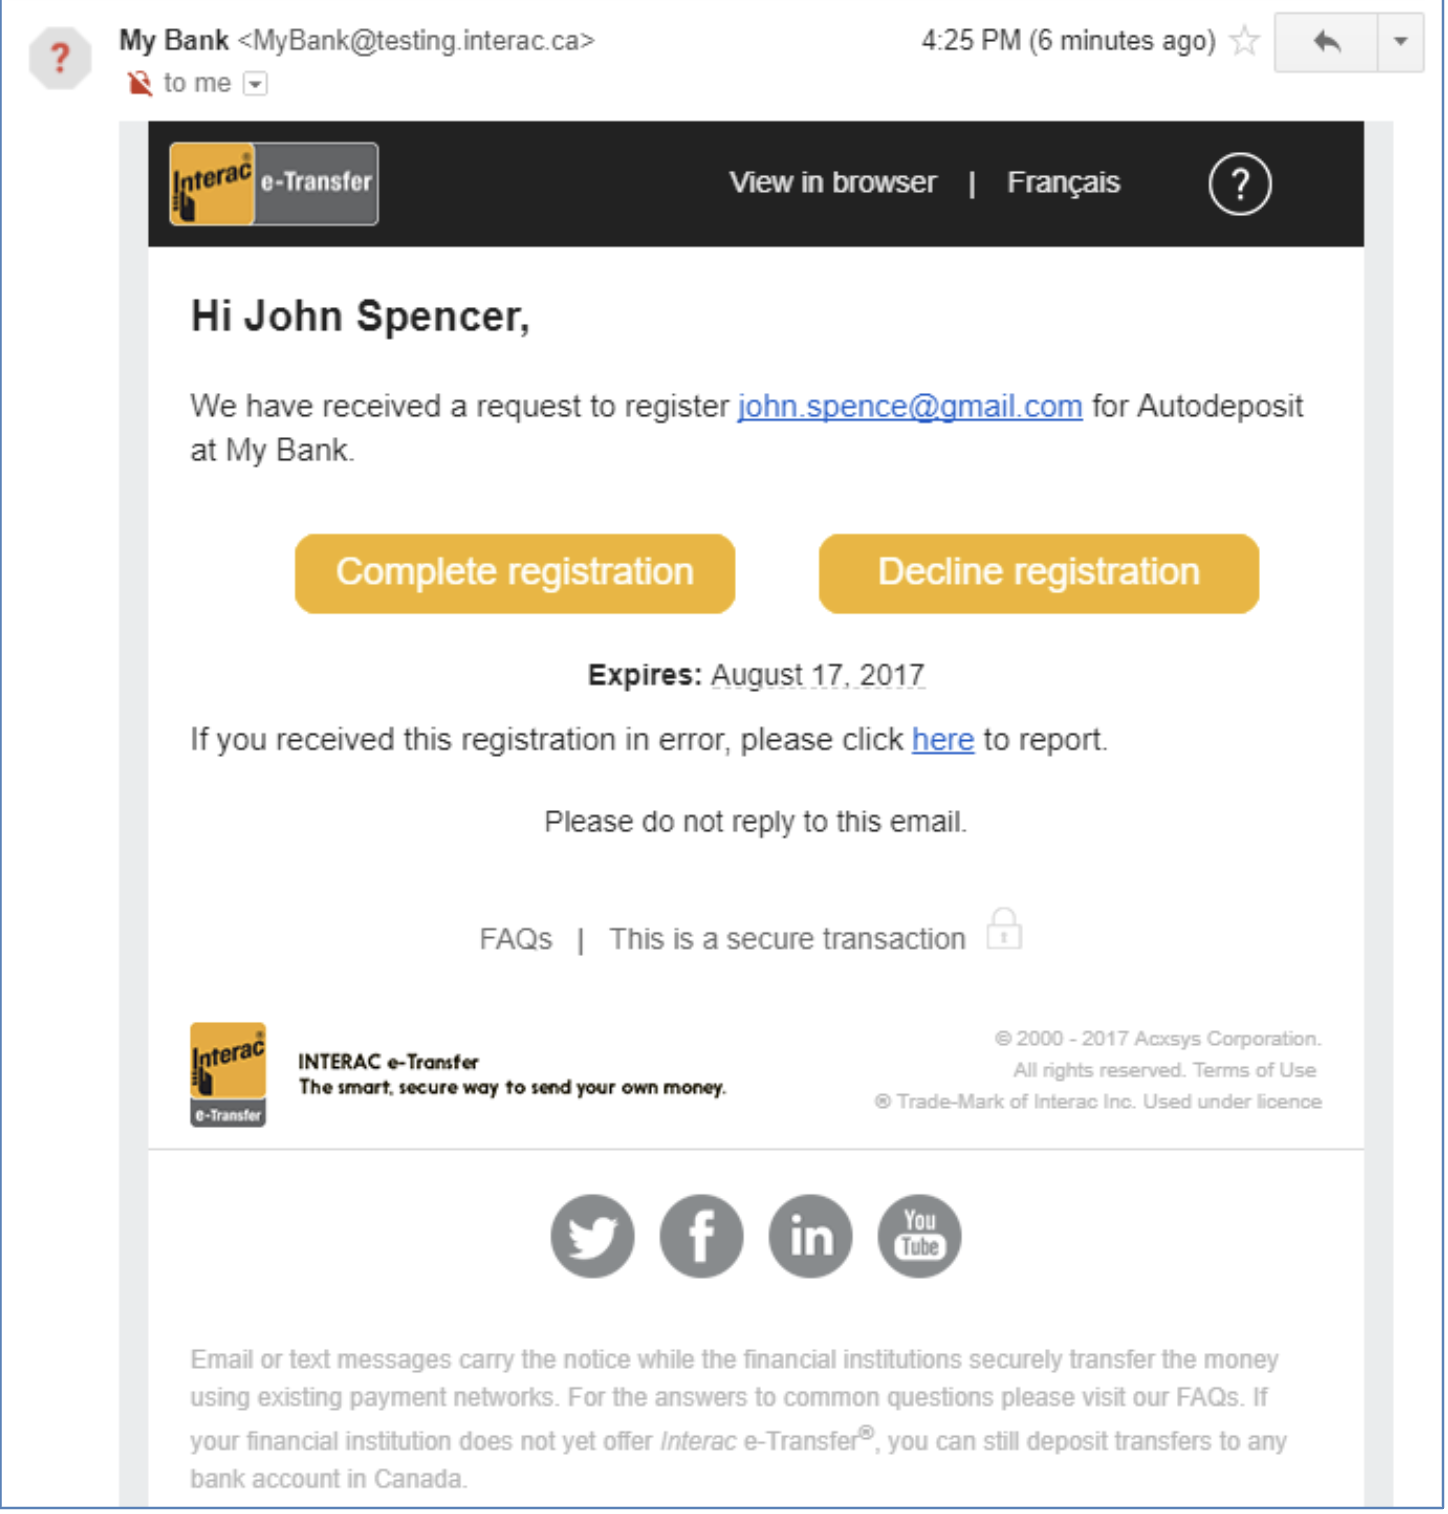 My Bank <MyBank@testing.interac.ca>
4:25 PM (6 minutes ago)
to me
Interac® e-Transfer
View in browser | Français ?
Hi John Spencer,
We have received a request to register john.spence@gmail.com for Autodeposit
at My Bank.
Complete registration
Decline registration
Expires: August 17, 2017
If you received this registration in error, please click here to report.
Please do not reply to this email.
FAQs | This is a secure transaction
Interac®
e-Transfer
INTERAC e-Transfer
The smart, secure way to send your own money.
© 2000 - 2017 Acxsys Corporation.
All rights reserved. Terms of Use
® Trade-Mark of Interac Inc. Used under licence
You
Tube
Email or text messages carry the notice while the financial institutions securely transfer the money
using existing payment networks. For the answers to common questions please visit our FAQs. If
your financial institution does not yet offer Interac e-Transfer®, you can still deposit transfers to any
bank account in Canada.